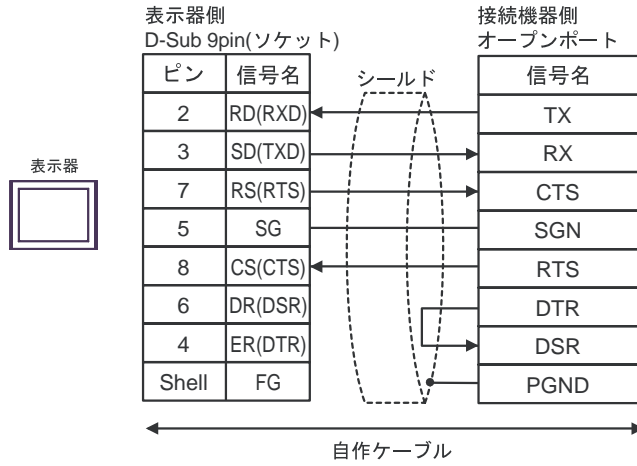 表示器側
D-Sub 9pin(ソケット)
接続機器側
オープンポート
ピン 信号名 シールド 信号名
2 RD(RXD) TX
3 SD(TXD) RX
表示器
7 RS(RTS) CTS
5 SG SGN
8 CS(CTS) RTS
6 DR(DSR) DTR
4 ER(DTR) DSR
Shell FG PGND
自作ケーブル